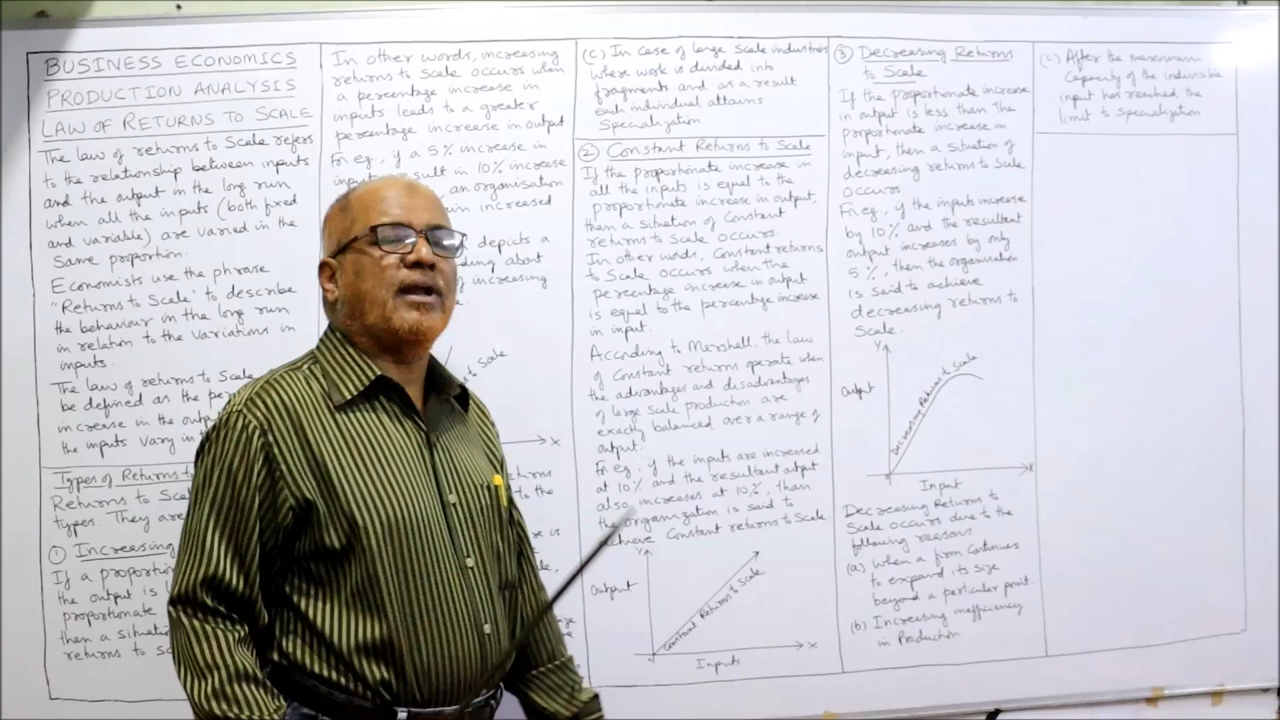 BUSINESS ECONOMICS
PRODUCTION ANALYSIS
LAW OF RETURNS TO SCALE
The law of returns to Scale refers
to the relationship between inputs
and the output in the long run
when all the inputs (both fixed
and variable) are varied in the
Same proportion.
Economists use the phrase
"Returns to Scale" to describe
the behaviour in the long run
in relation to the variations in
inputs.
The law of returns to Scale
be defined as the
increase in the
the inputs vary in
Types of Returns to
Returns to
types. They are
① Increasing
If a
the output is
proportionate
then a
returns to
In other words, increasing
returns to Scale occurs when
a percentage increase in
inputs leads to a greater
percentage increase in output
For eg, if a 5% increase in
result in 10% increase
an organisation
increased
depicts a
about
increasing
Scale
X
returns
to the
is
(c) In case of large Scale industries
where work is divided into
fragments and as a result
each individual attains
Specialization
② Constant Returns to Scale
If the proportionate increase in
all the inputs is equal to the
proportionate increase in output,
then a Situation of Constant
returns to Scale occurs.
In other words, Constant returns
to Scale occurs when the
percentage increase in output
is equal to the percentage increase
in input.
According to Mershell, the law
of Constant returns operate when
the advantages and disadvantages
of large scale production are
exactly balanced over a range of
output.
For eg, if the inputs are increased
at 10% and the resultant output
also increases at 10%, than
the organization is said to
achieve Constant returns to Scale
Y
Output
Constant Returns to Scale
X
Inputs
③ Decreasing Returns
to Scale
If the proportionate increase
in output is less than the
proportionate increase in
input, then a Situation of
decreasing returns to Scale
occurs.
For eg, if the inputs increase
by 10% and the resultent
output increases by only
5%, then the organisation
is said to achieve
decreasing returns to
Scale.
Y
Output
Decreasing Returns to Scale
X
Input
Decreasing Returns to
Scale occurs due to the
following reasons
(a) when a firm Continues
to expand its size
beyond a particular point.
(b) Increasing inefficiency
in Production
(c) After the maximum
Capacity of the indivisible
input has reached the
limit to Specialization